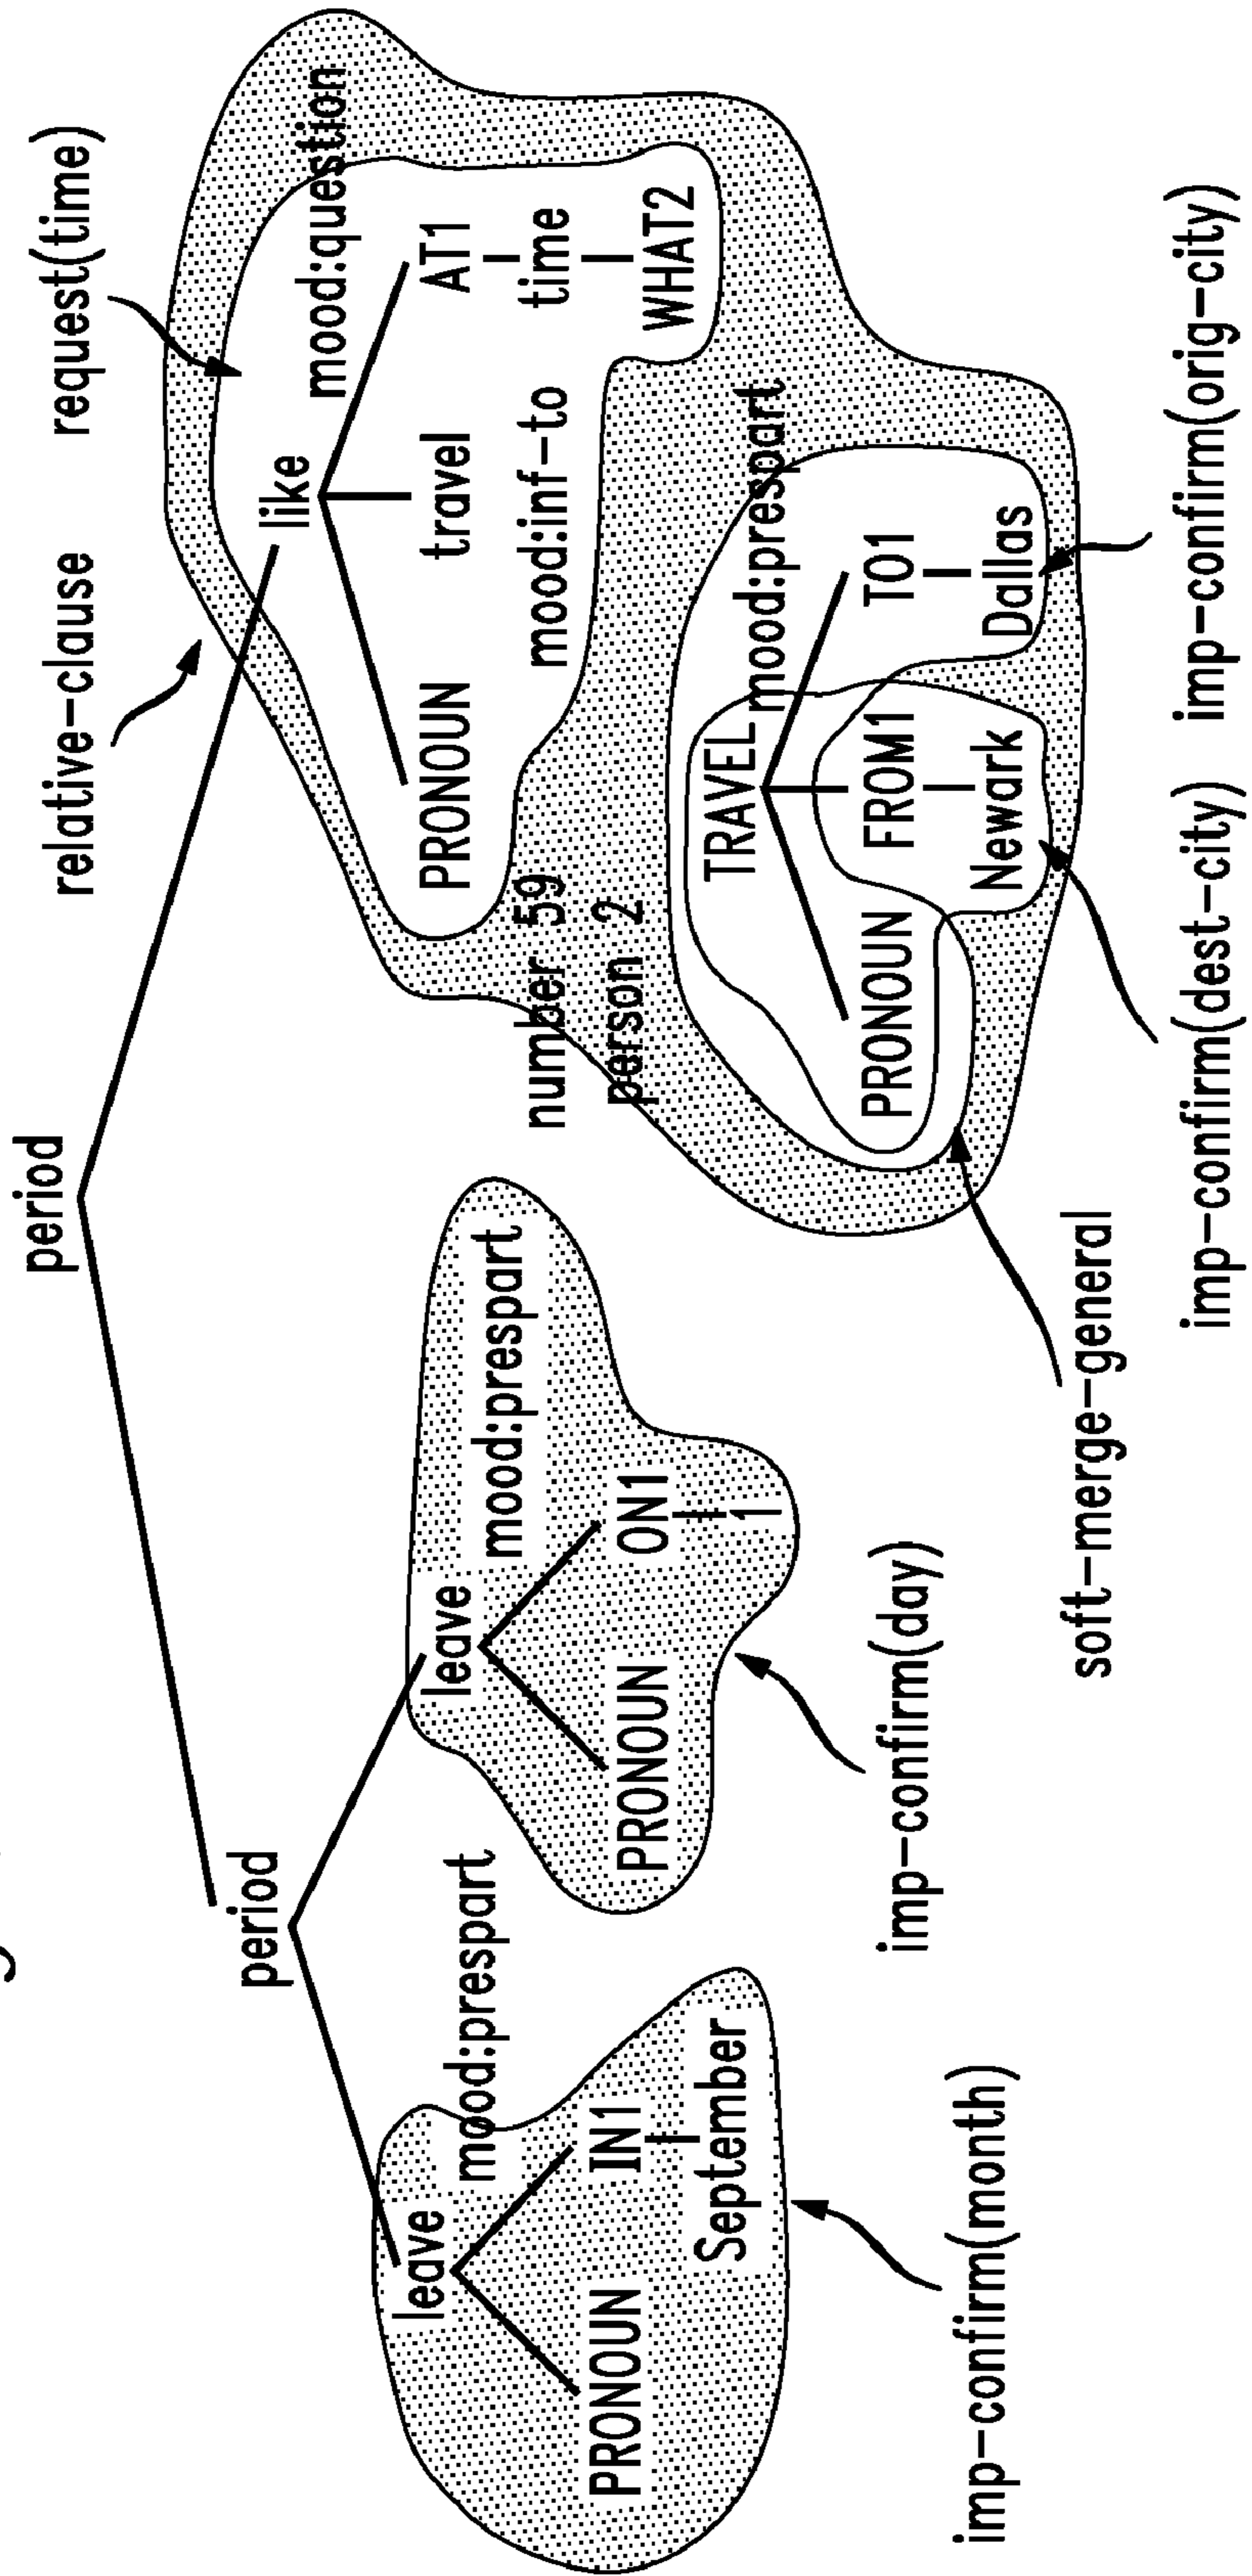 period
relative-clause
request(time)
period
like
mood:question
leave
mood:prespart
leave
mood:prespart
PRONOUN
travel
AT1
mood:inf-to
time
WHAT2
number 59
person 2
PRONOUN
IN1
September
PRONOUN
ON1
1
TRAVEL
mood:prespart
PRONOUN
FROM1
TO1
Newark
Dallas
imp-confirm(month)
imp-confirm(day)
soft-merge-general
imp-confirm(dest-city)
imp-confirm(orig-city)